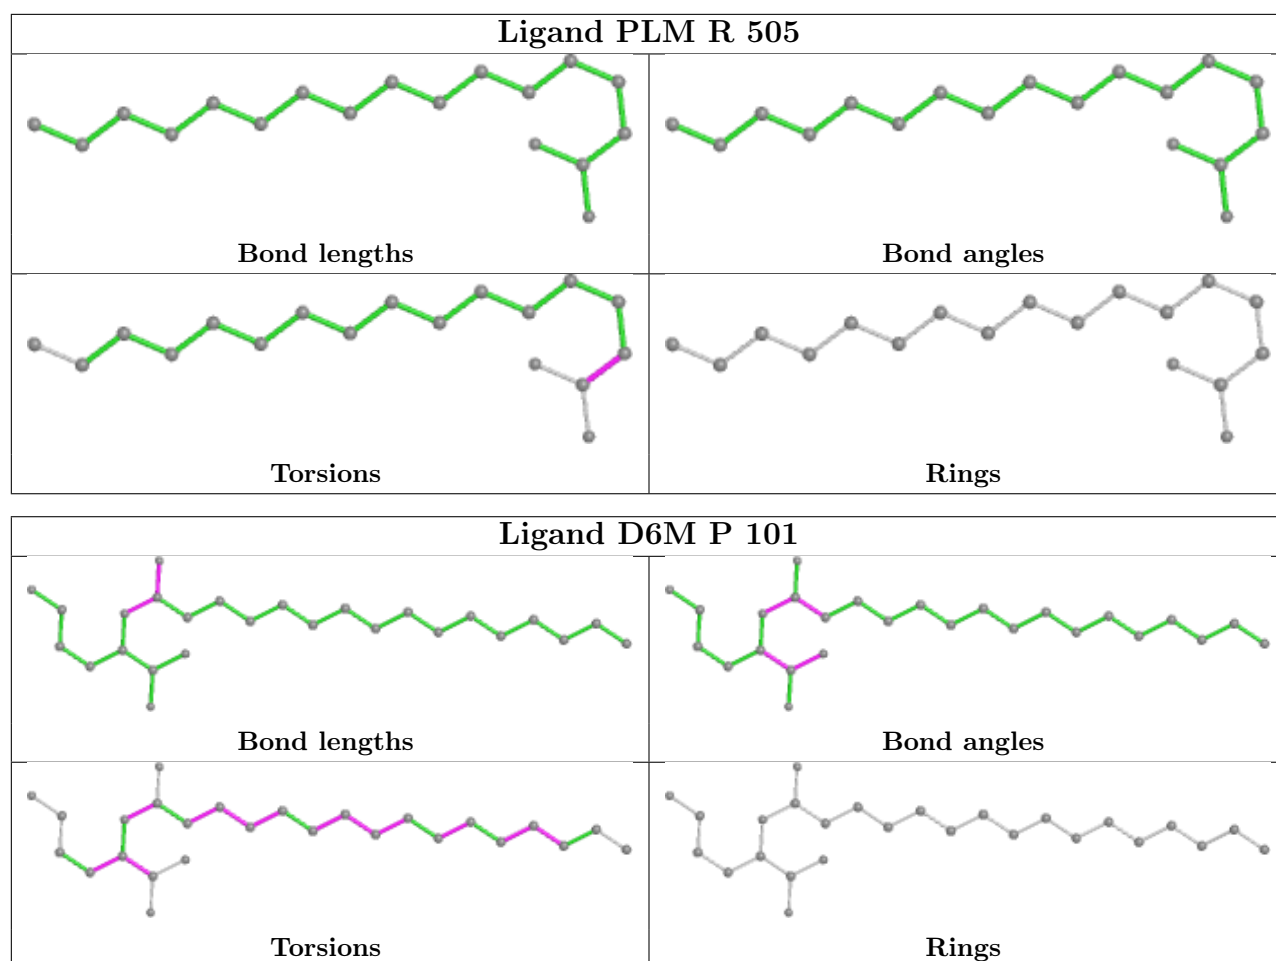 Ligand PLM R 505
Bond lengths
Bond angles
Torsions
Rings
Ligand D6M P 101
Bond lengths
Bond angles
Torsions
Rings